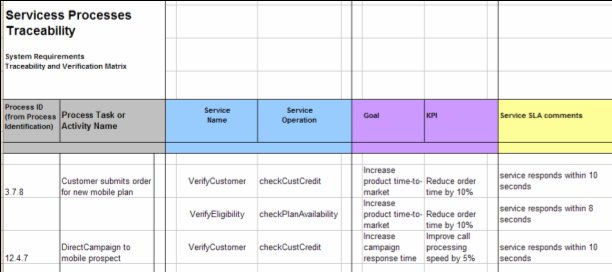 Servicess Processes
Traceability
System Requirements
Traceability and Verification Matrix
Process ID
(from Process
Identification)
Process Task or
Activity Name
Service
Name
Service
Operation
Goal
KPI
Service SLA comments
3.7.8
Customer submits order
for new mobile plan
VerifyCustomer
checkCustCredit
Increase
product time-to-
market
Reduce order
time by 10%
service responds within 10
seconds
VerifyEligibility
checkPlanAvailability
Increase
product time-to-
market
Reduce order
time by 10%
service responds within 8
seconds
12.4.7
DirectCampaign to
mobile prospect
VerifyCustomer
checkCustCredit
Increase
campaign
response time
Improve call
processing
speed by 5%
service responds within 10
seconds